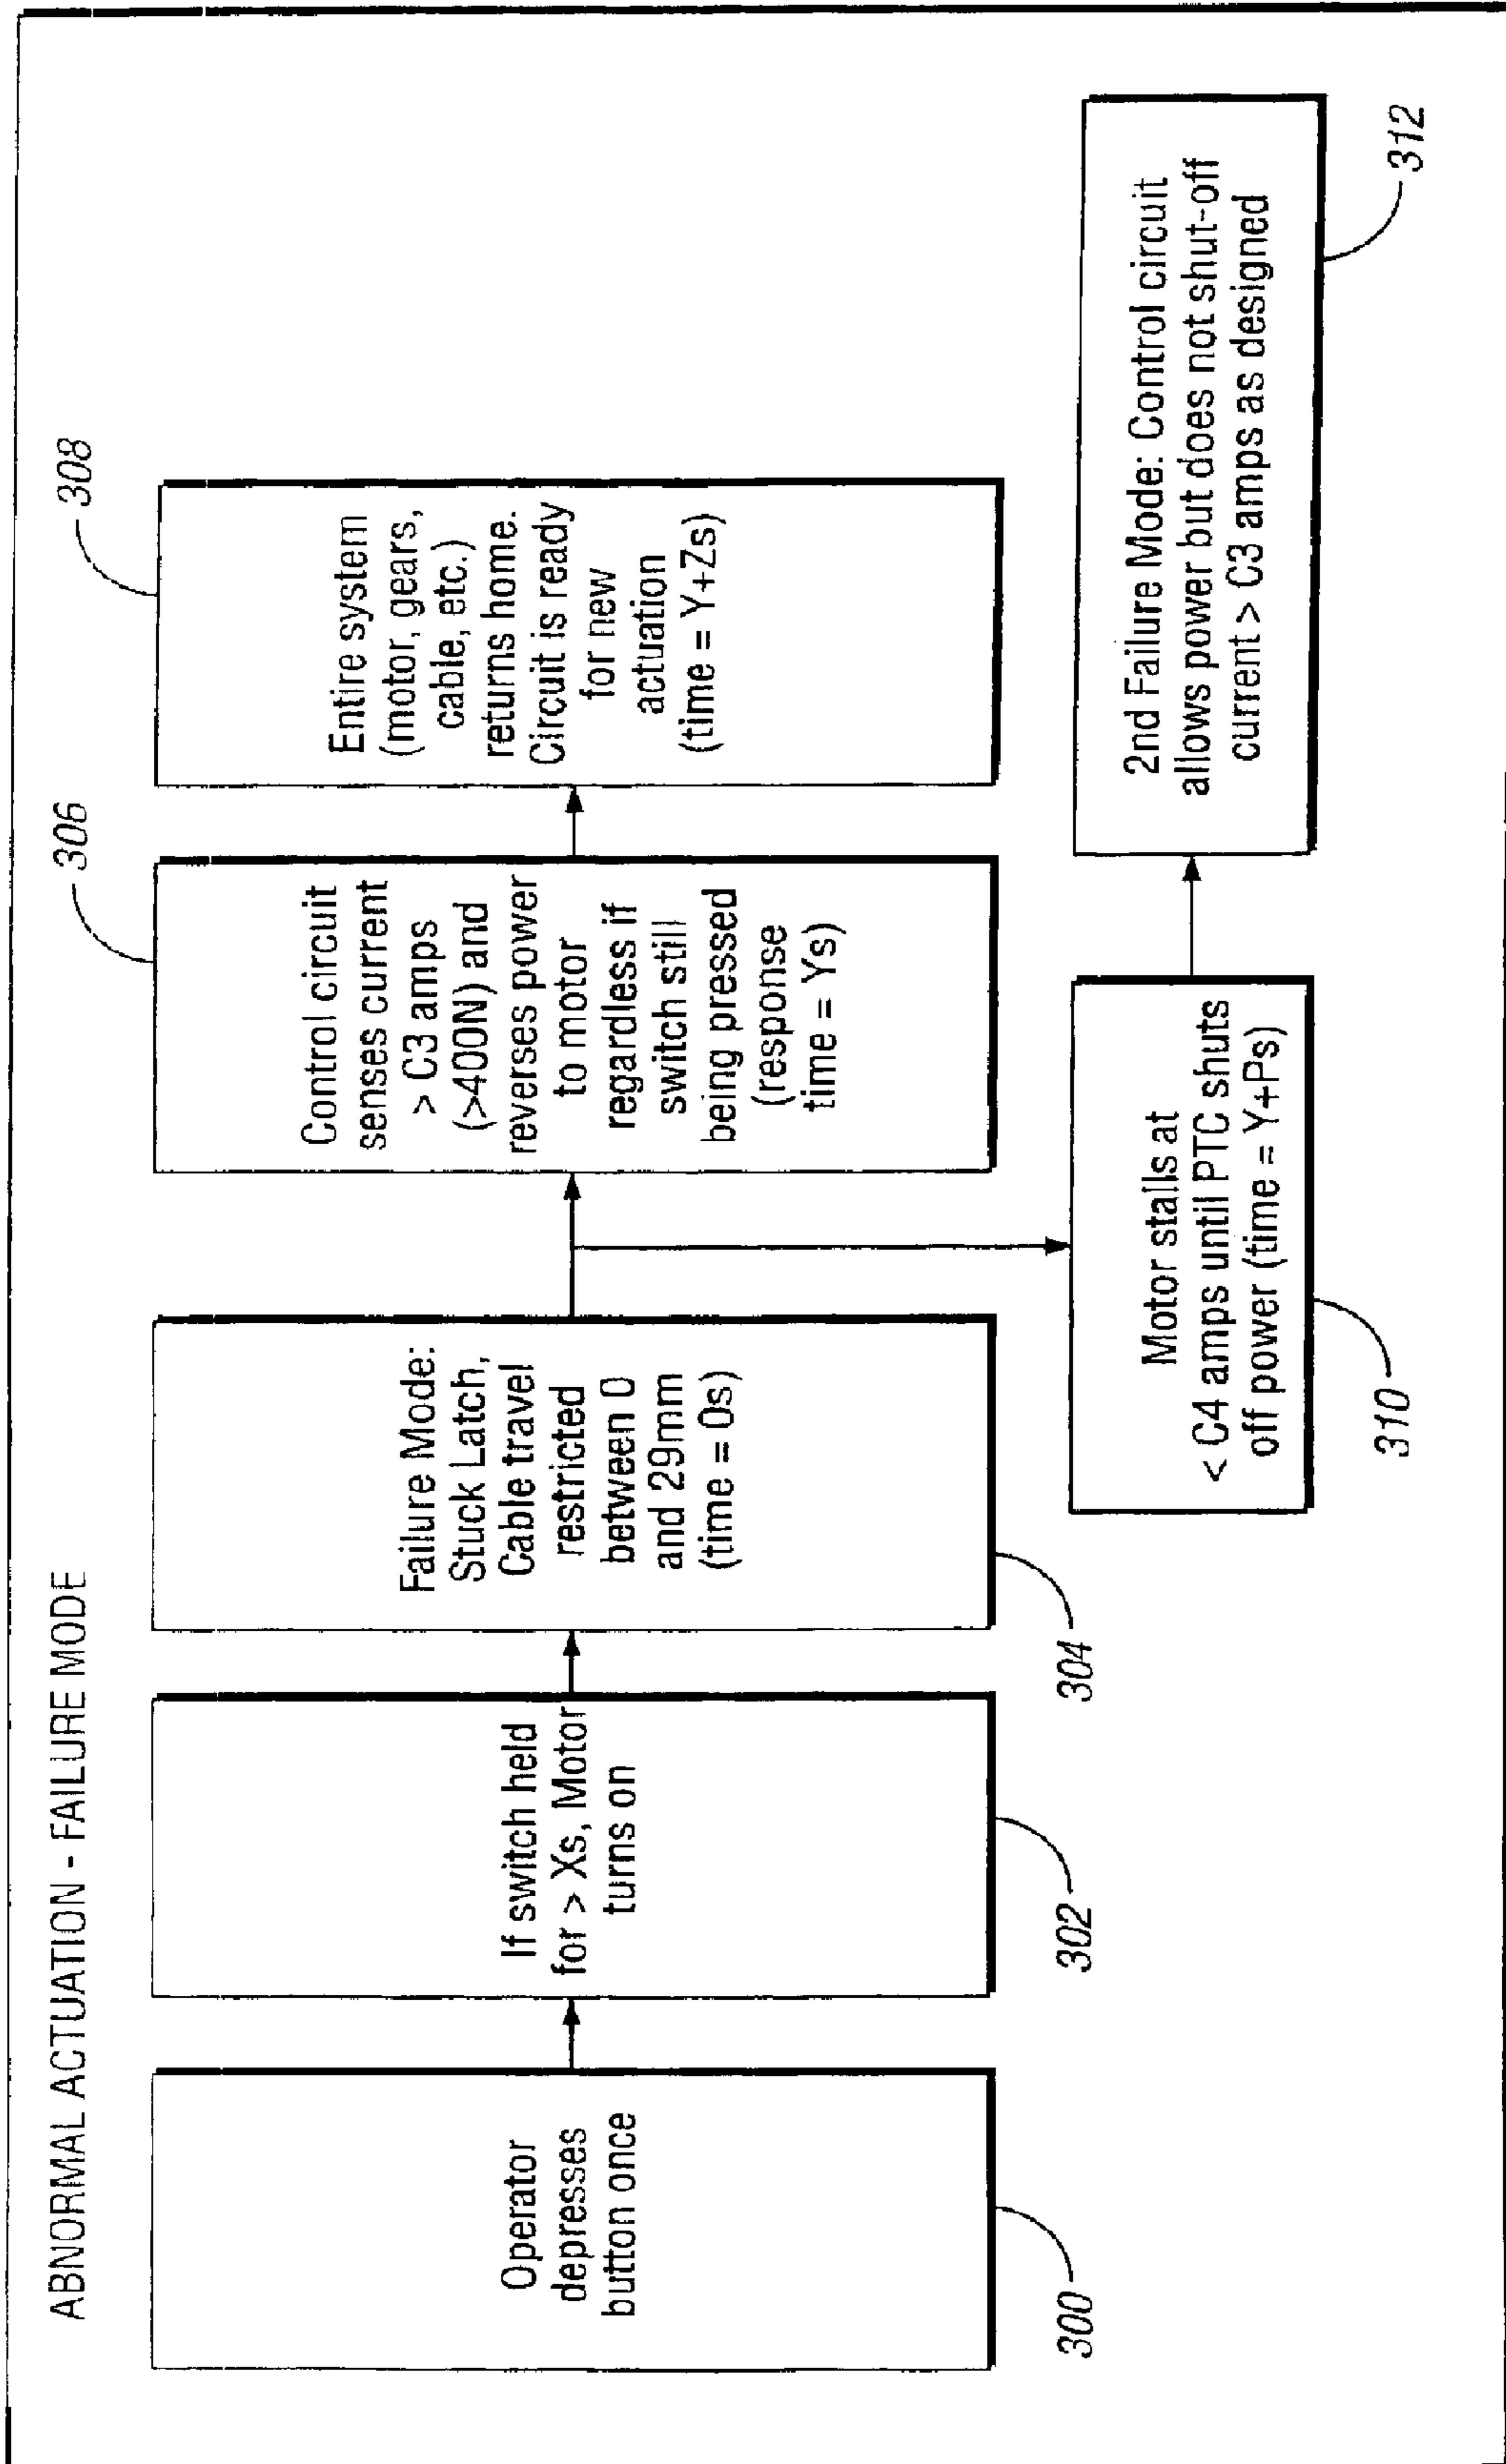 ABNORMAL ACTUATION - FAILURE MODE
300
Operator
depresses
button once
302
If switch held
for > Xs, Motor
turns on
304
Failure Mode:
Stuck Latch,
Cable travel
restricted
between 0
and 29mm
(time = 0s)
306
Control circuit
senses current
> C3 amps
(>400N) and
reverses power
to motor
regardless if
switch still
being pressed
(response
time = Ys)
308
Entire system
(motor, gears,
cable, etc.)
returns home.
Circuit is ready
for new
actuation
(time = Y+Zs)
310
Motor stalls at
< C4 amps until PTC shuts
off power (time = Y+Ps)
312
2nd Failure Mode: Control circuit
allows power but does not shut-off
current > C3 amps as designed